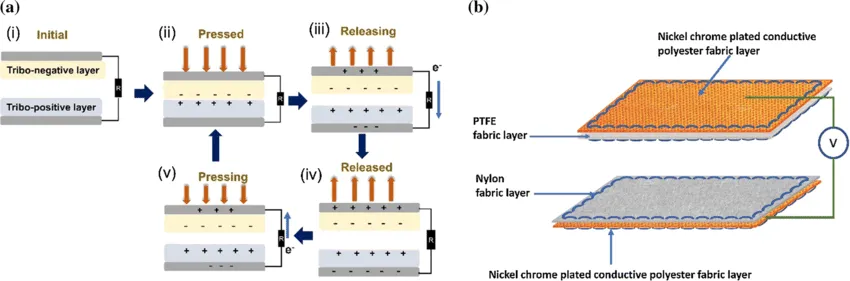 (a)
(i) Initial
Tribo-negative layer
Tribo-positive layer
R
(ii) Pressed
- - - - -
+ + + + +
R
(iii) Releasing
+ + + +
- - - - -
+ + + + +
- - -
R
e-
(v) Pressing
+ + +
- - - - -
+ + + + +
- - -
R
e-
(iv) Released
+ + + + +
- - - - -
+ + + + +
- - - - -
R
(b)
Nickel chrome plated conductive
polyester fabric layer
PTFE
fabric layer
V
Nylon
fabric layer
Nickel chrome plated conductive polyester fabric layer